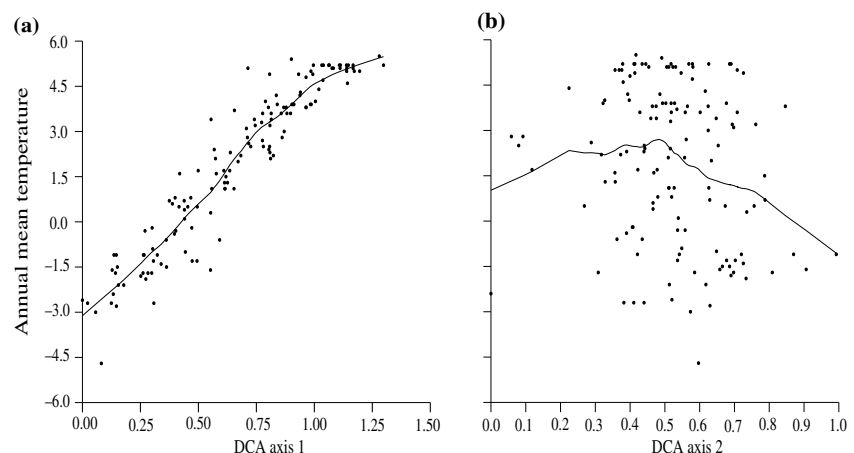 (a)
(b)
Annual mean temperature
6.0
4.5
3.0
1.5
0.0
−1.5
−3.0
−4.5
−6.0
0.00 0.25 0.50 0.75 1.00 1.25 1.50
DCA axis 1
0.0 0.1 0.2 0.3 0.4 0.5 0.6 0.7 0.8 0.9 1.0
DCA axis 2